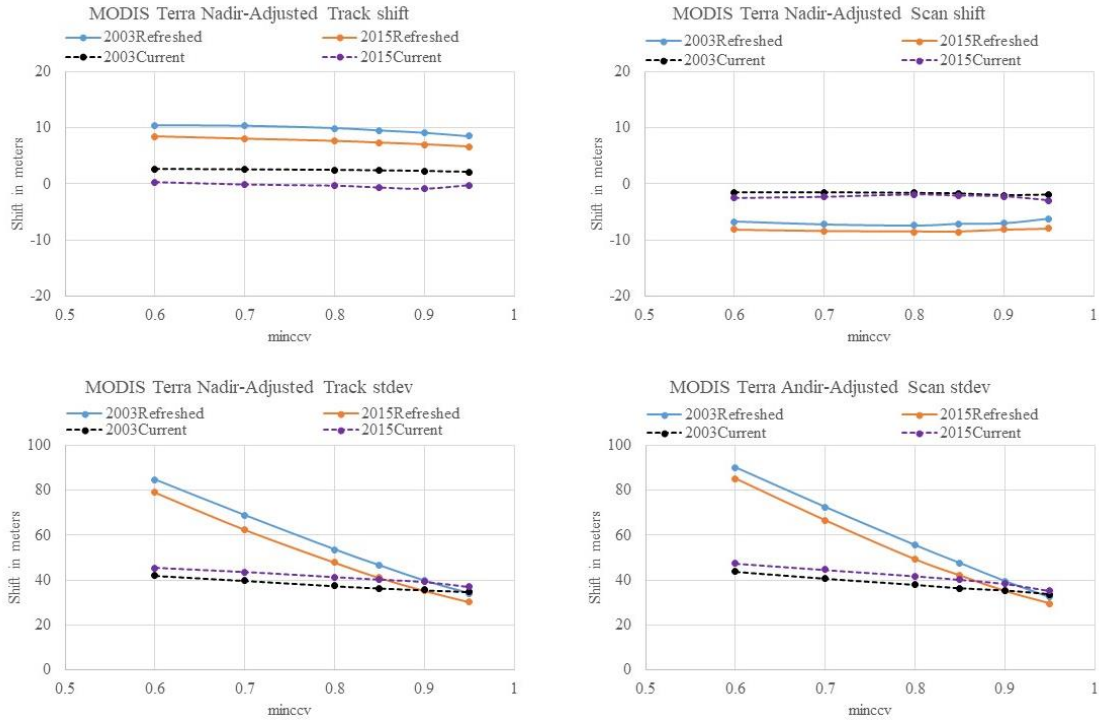 MODIS Terra Nadir-Adjusted Track shift
2003Refreshed 2015Refreshed
2003Current 2015Current
20
10
0
-10
-20
Shift in meters
0.5 0.6 0.7 0.8 0.9 1
minccv
MODIS Terra Nadir-Adjusted Scan shift
2003Refreshed 2015Refreshed
2003Current 2015Current
20
10
0
-10
-20
Shift in meters
0.5 0.6 0.7 0.8 0.9 1
minccv
MODIS Terra Nadir-Adjusted Track stdev
2003Refreshed 2015Refreshed
2003Current 2015Current
100
80
60
40
20
0
Shift in meters
0.5 0.6 0.7 0.8 0.9 1
minccv
MODIS Terra Andir-Adjusted Scan stdev
2003Refreshed 2015Refreshed
2003Current 2015Current
100
80
60
40
20
0
Shift in meters
0.5 0.6 0.7 0.8 0.9 1
minccv